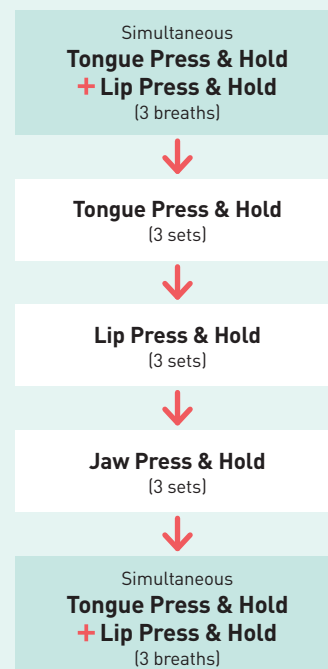 Simultaneous
Tongue Press & Hold
+ Lip Press & Hold
(3 breaths)
Tongue Press & Hold
(3 sets)
Lip Press & Hold
(3 sets)
Jaw Press & Hold
(3 sets)
Simultaneous
Tongue Press & Hold
+ Lip Press & Hold
(3 breaths)